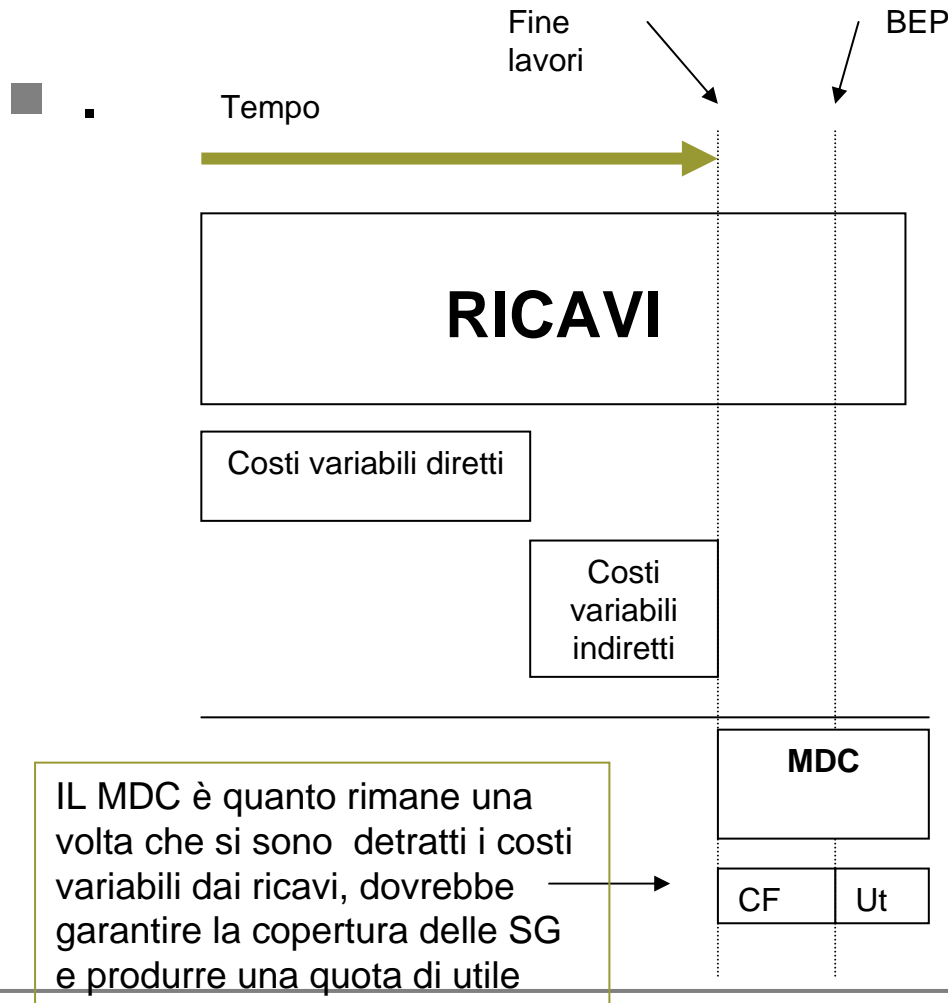 Fine
lavori
BEP
Tempo
RICAVI
Costi variabili diretti
Costi
variabili
indiretti
MDC
IL MDC è quanto rimane una
volta che si sono detratti i costi
variabili dai ricavi, dovrebbe
garantire la copertura delle SG
e produrre una quota di utile
CF
Ut